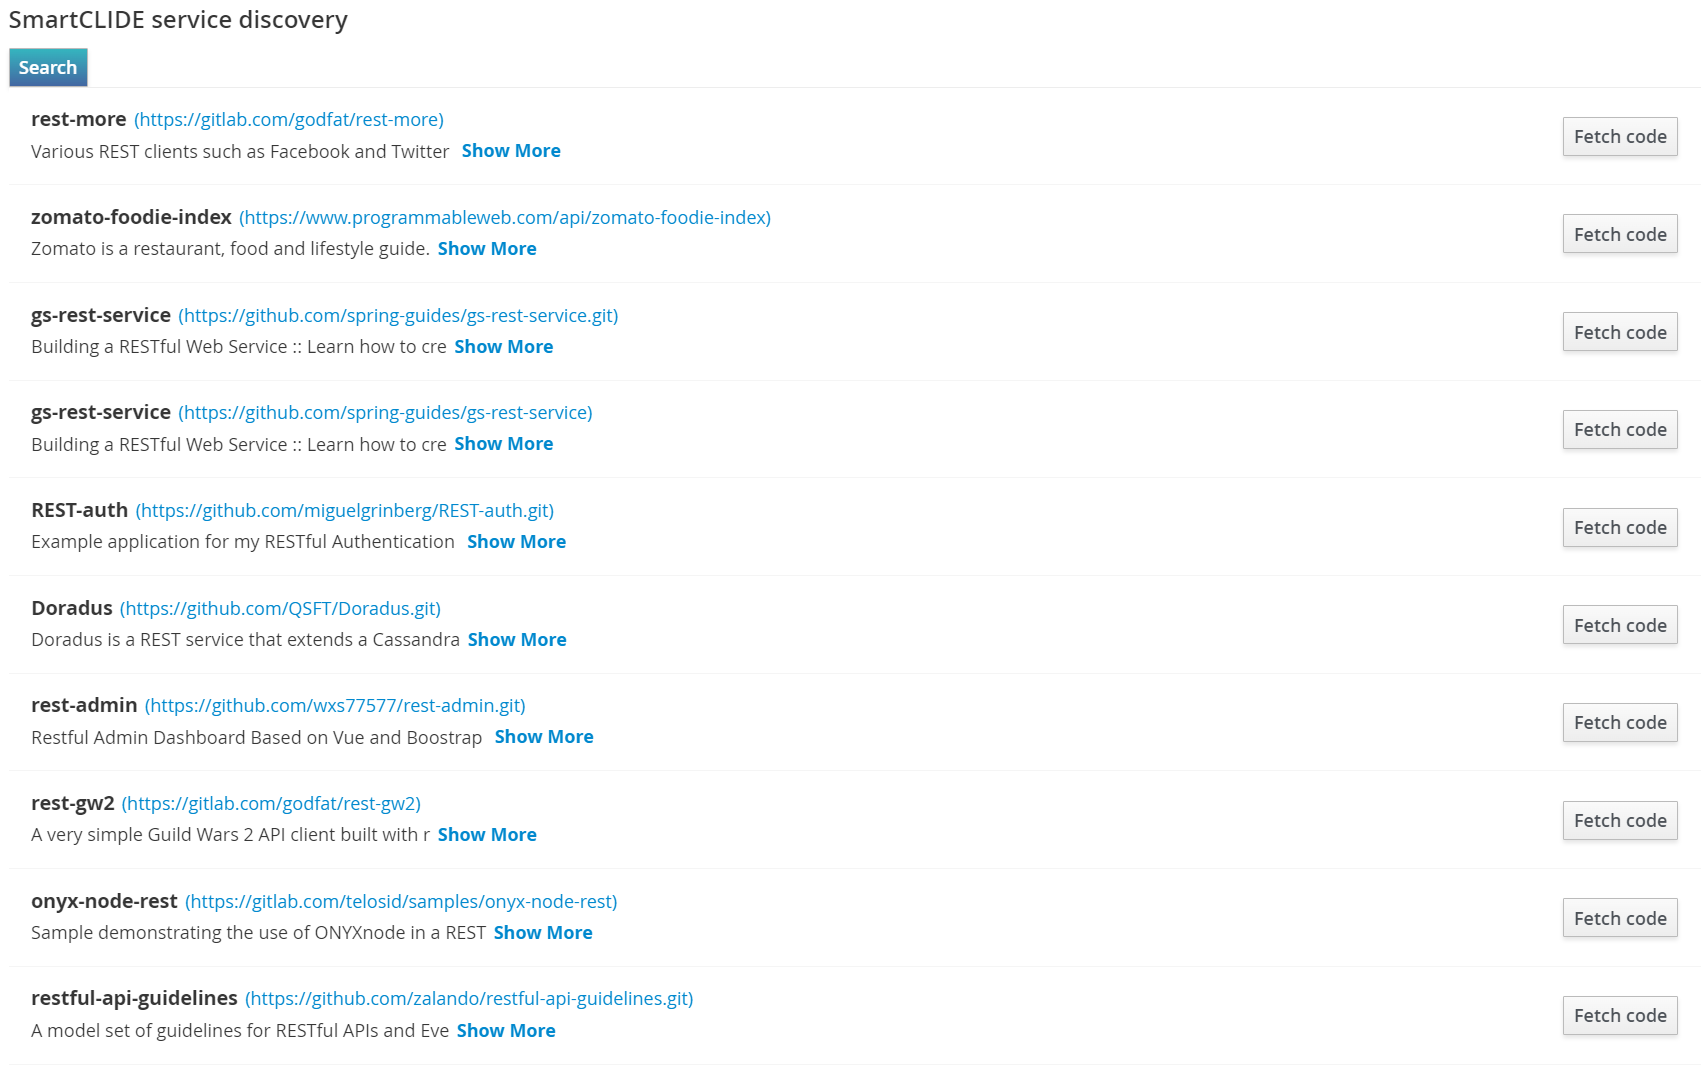 SmartCLIDE service discovery
Search
rest-more (https://gitlab.com/godfat/rest-more)
Various REST clients such as Facebook and Twitter Show More
Fetch code
zomato-foodie-index (https://www.programmableweb.com/api/zomato-foodie-index)
Zomato is a restaurant, food and lifestyle guide. Show More
Fetch code
gs-rest-service (https://github.com/spring-guides/gs-rest-service.git)
Building a RESTful Web Service :: Learn how to cre Show More
Fetch code
gs-rest-service (https://github.com/spring-guides/gs-rest-service)
Building a RESTful Web Service :: Learn how to cre Show More
Fetch code
REST-auth (https://github.com/miguelgrinberg/REST-auth.git)
Example application for my RESTful Authentication Show More
Fetch code
Doradus (https://github.com/QSFT/Doradus.git)
Doradus is a REST service that extends a Cassandra Show More
Fetch code
rest-admin (https://github.com/wxs77577/rest-admin.git)
Restful Admin Dashboard Based on Vue and Boostrap Show More
Fetch code
rest-gw2 (https://gitlab.com/godfat/rest-gw2)
A very simple Guild Wars 2 API client built with r Show More
Fetch code
onyx-node-rest (https://gitlab.com/telosid/samples/onyx-node-rest)
Sample demonstrating the use of ONYXnode in a REST Show More
Fetch code
restful-api-guidelines (https://github.com/zalando/restful-api-guidelines.git)
A model set of guidelines for RESTful APIs and Eve Show More
Fetch code